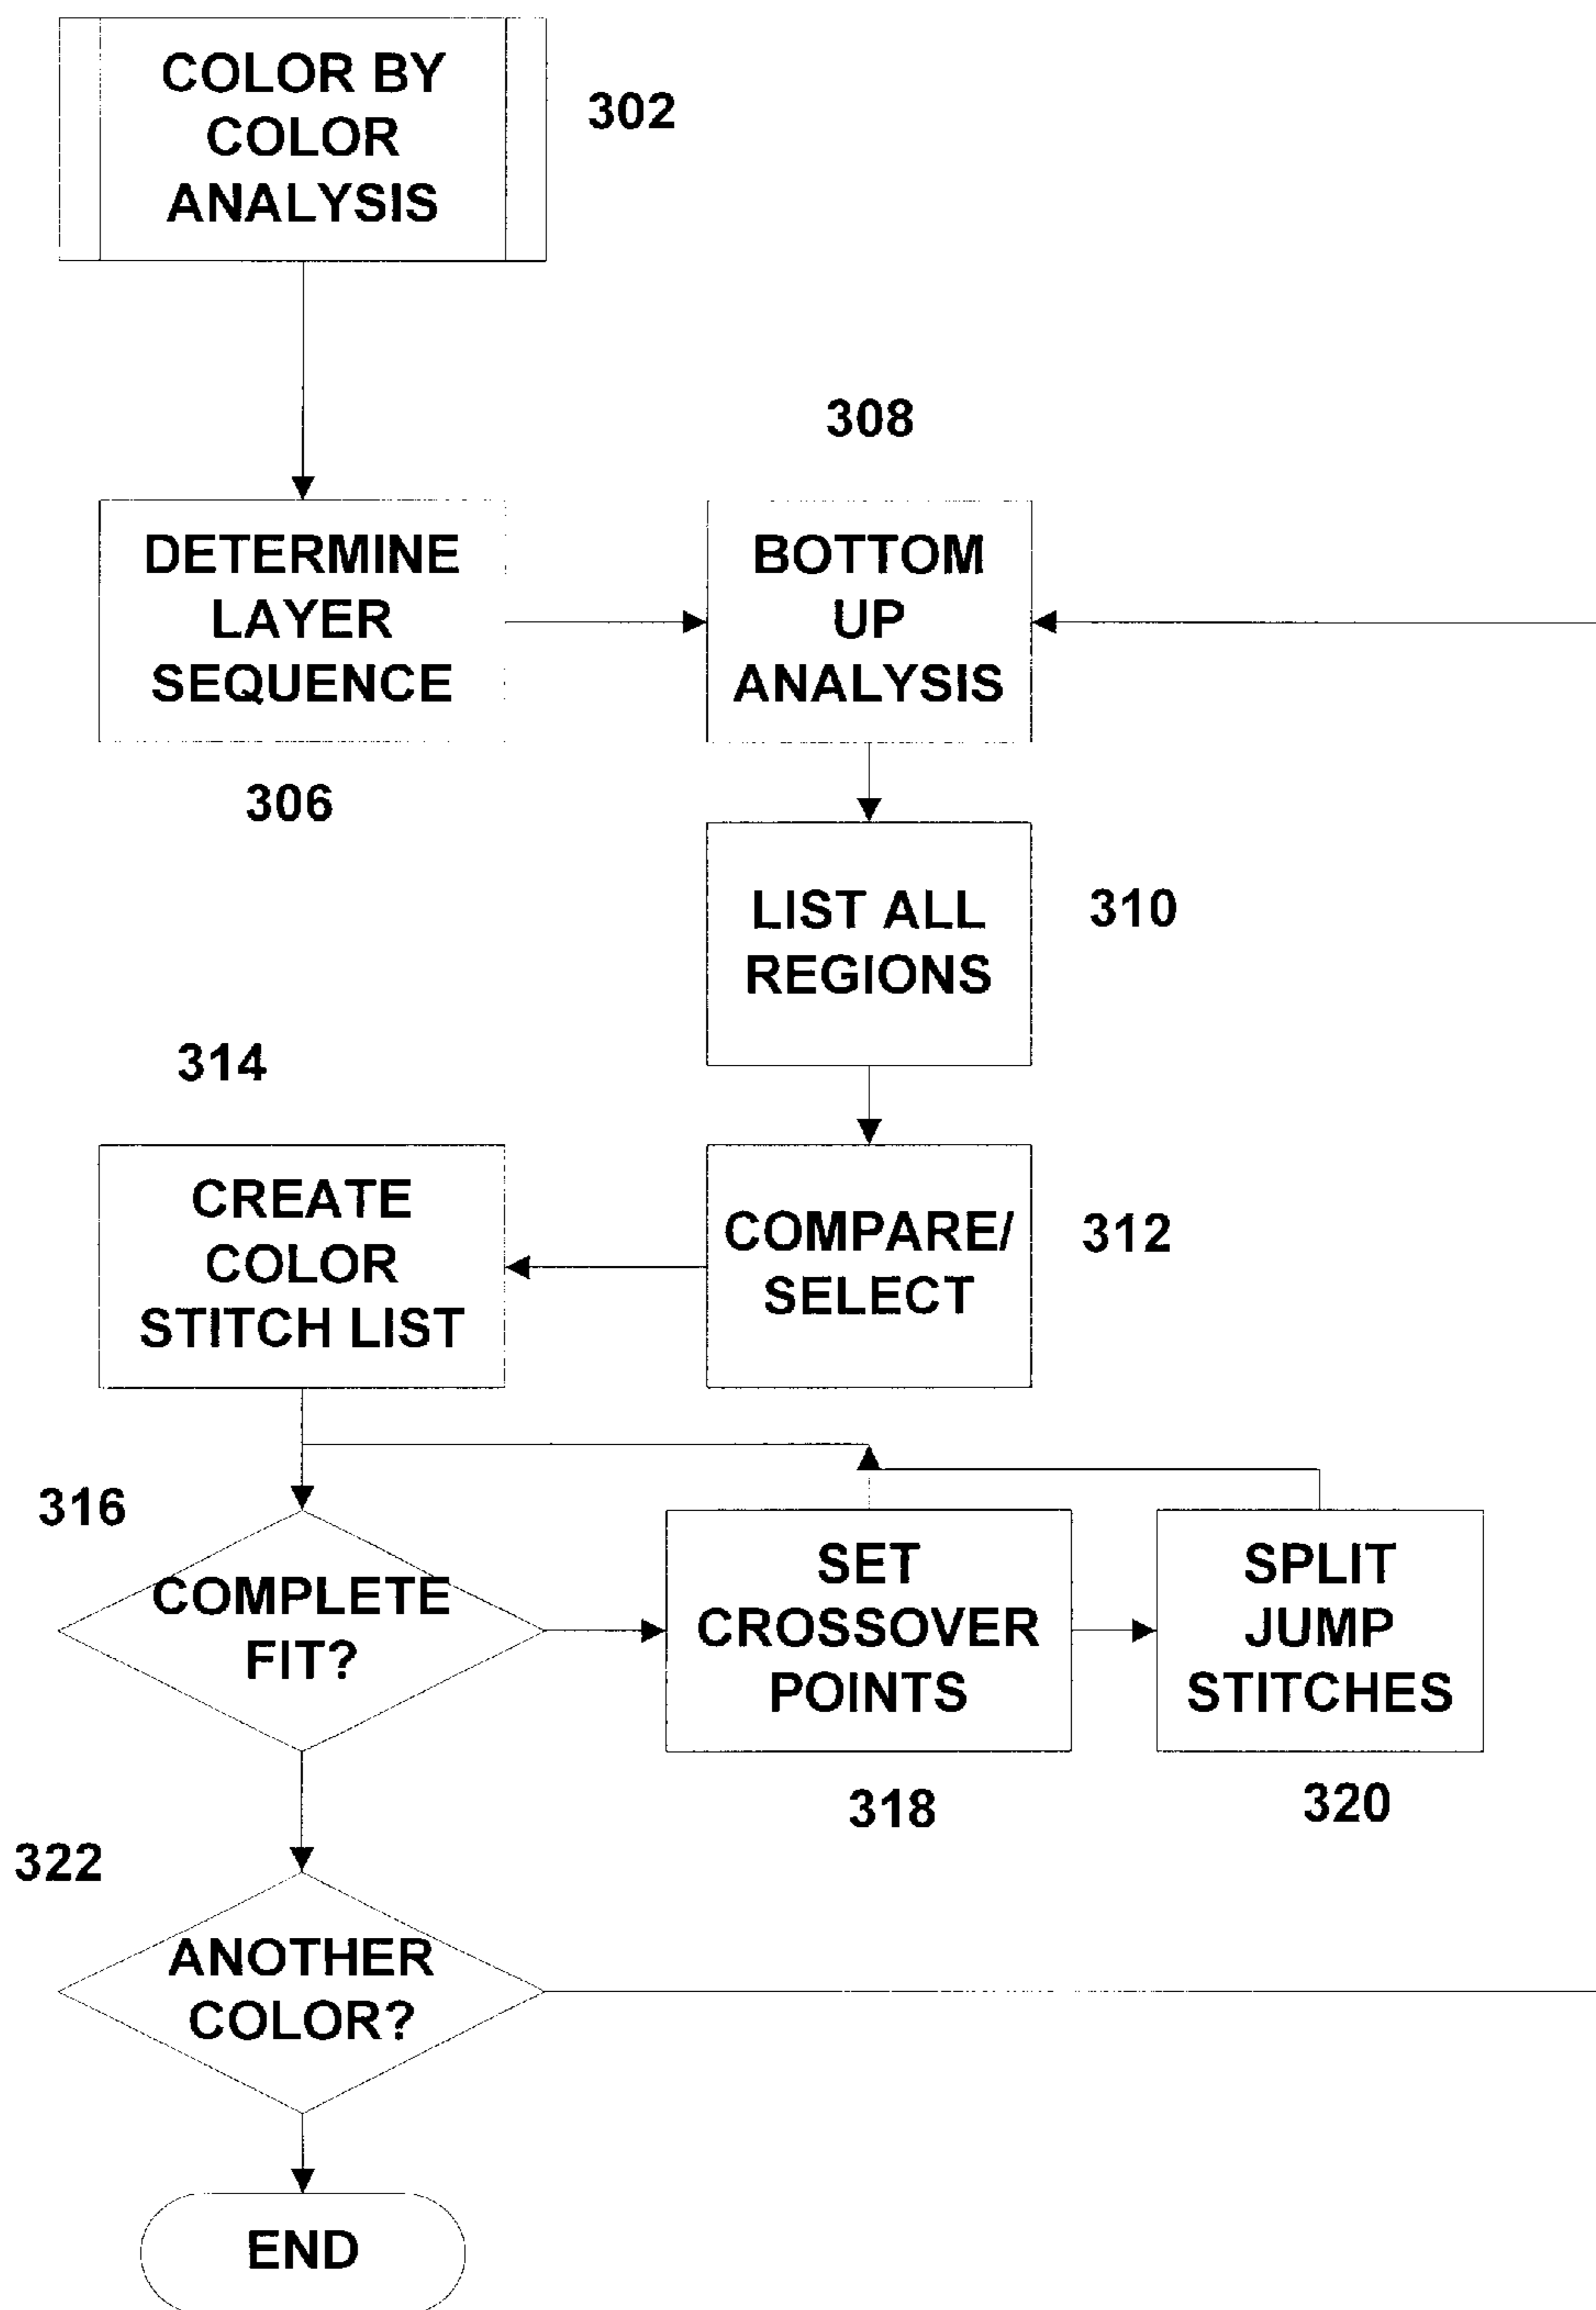 COLOR BY
COLOR
ANALYSIS
302
308
DETERMINE
LAYER
SEQUENCE
BOTTOM
UP
ANALYSIS
306
LIST ALL
REGIONS
310
314
CREATE
COLOR
STITCH LIST
COMPARE/
SELECT
312
316
COMPLETE
FIT?
SET
CROSSOVER
POINTS
SPLIT
JUMP
STITCHES
318
320
322
ANOTHER
COLOR?
END